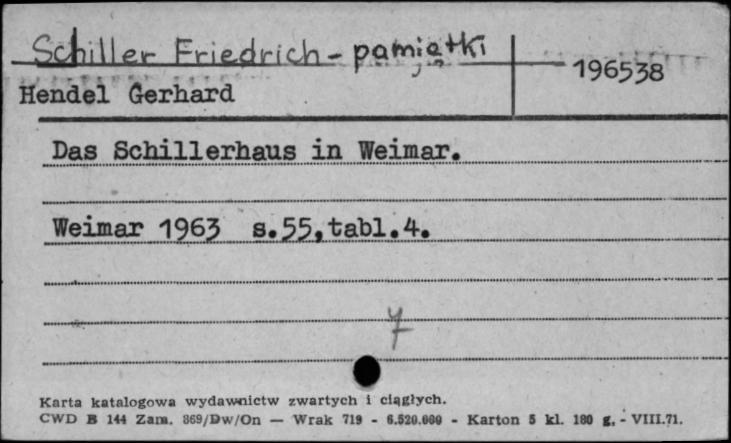 Schiller Friedrich - pamiątki
196538
Hendel Gerhard
Das Schillerhaus in Weimar.
Weimar 1963 s.55,tabl.4.
7
Karta katalogowa wydawnictw zwartych i ciągłych.
CWD B 144 Zam. 869/Dw/On — Wrak 719 - 6.520.000 - Karton 5 kl. 180 g. - VIII.71.